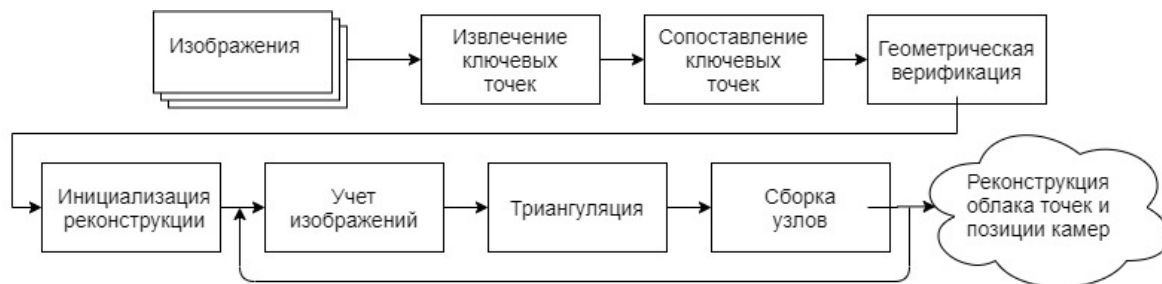 Изображения
Извлечение
ключевых
точек
Сопоставление
ключевых
точек
Геометрическая
верификация
Инициализация
реконструкции
Учет
изображений
Триангуляция
Сборка
узлов
Реконструкция
облака точек и
позиции камер